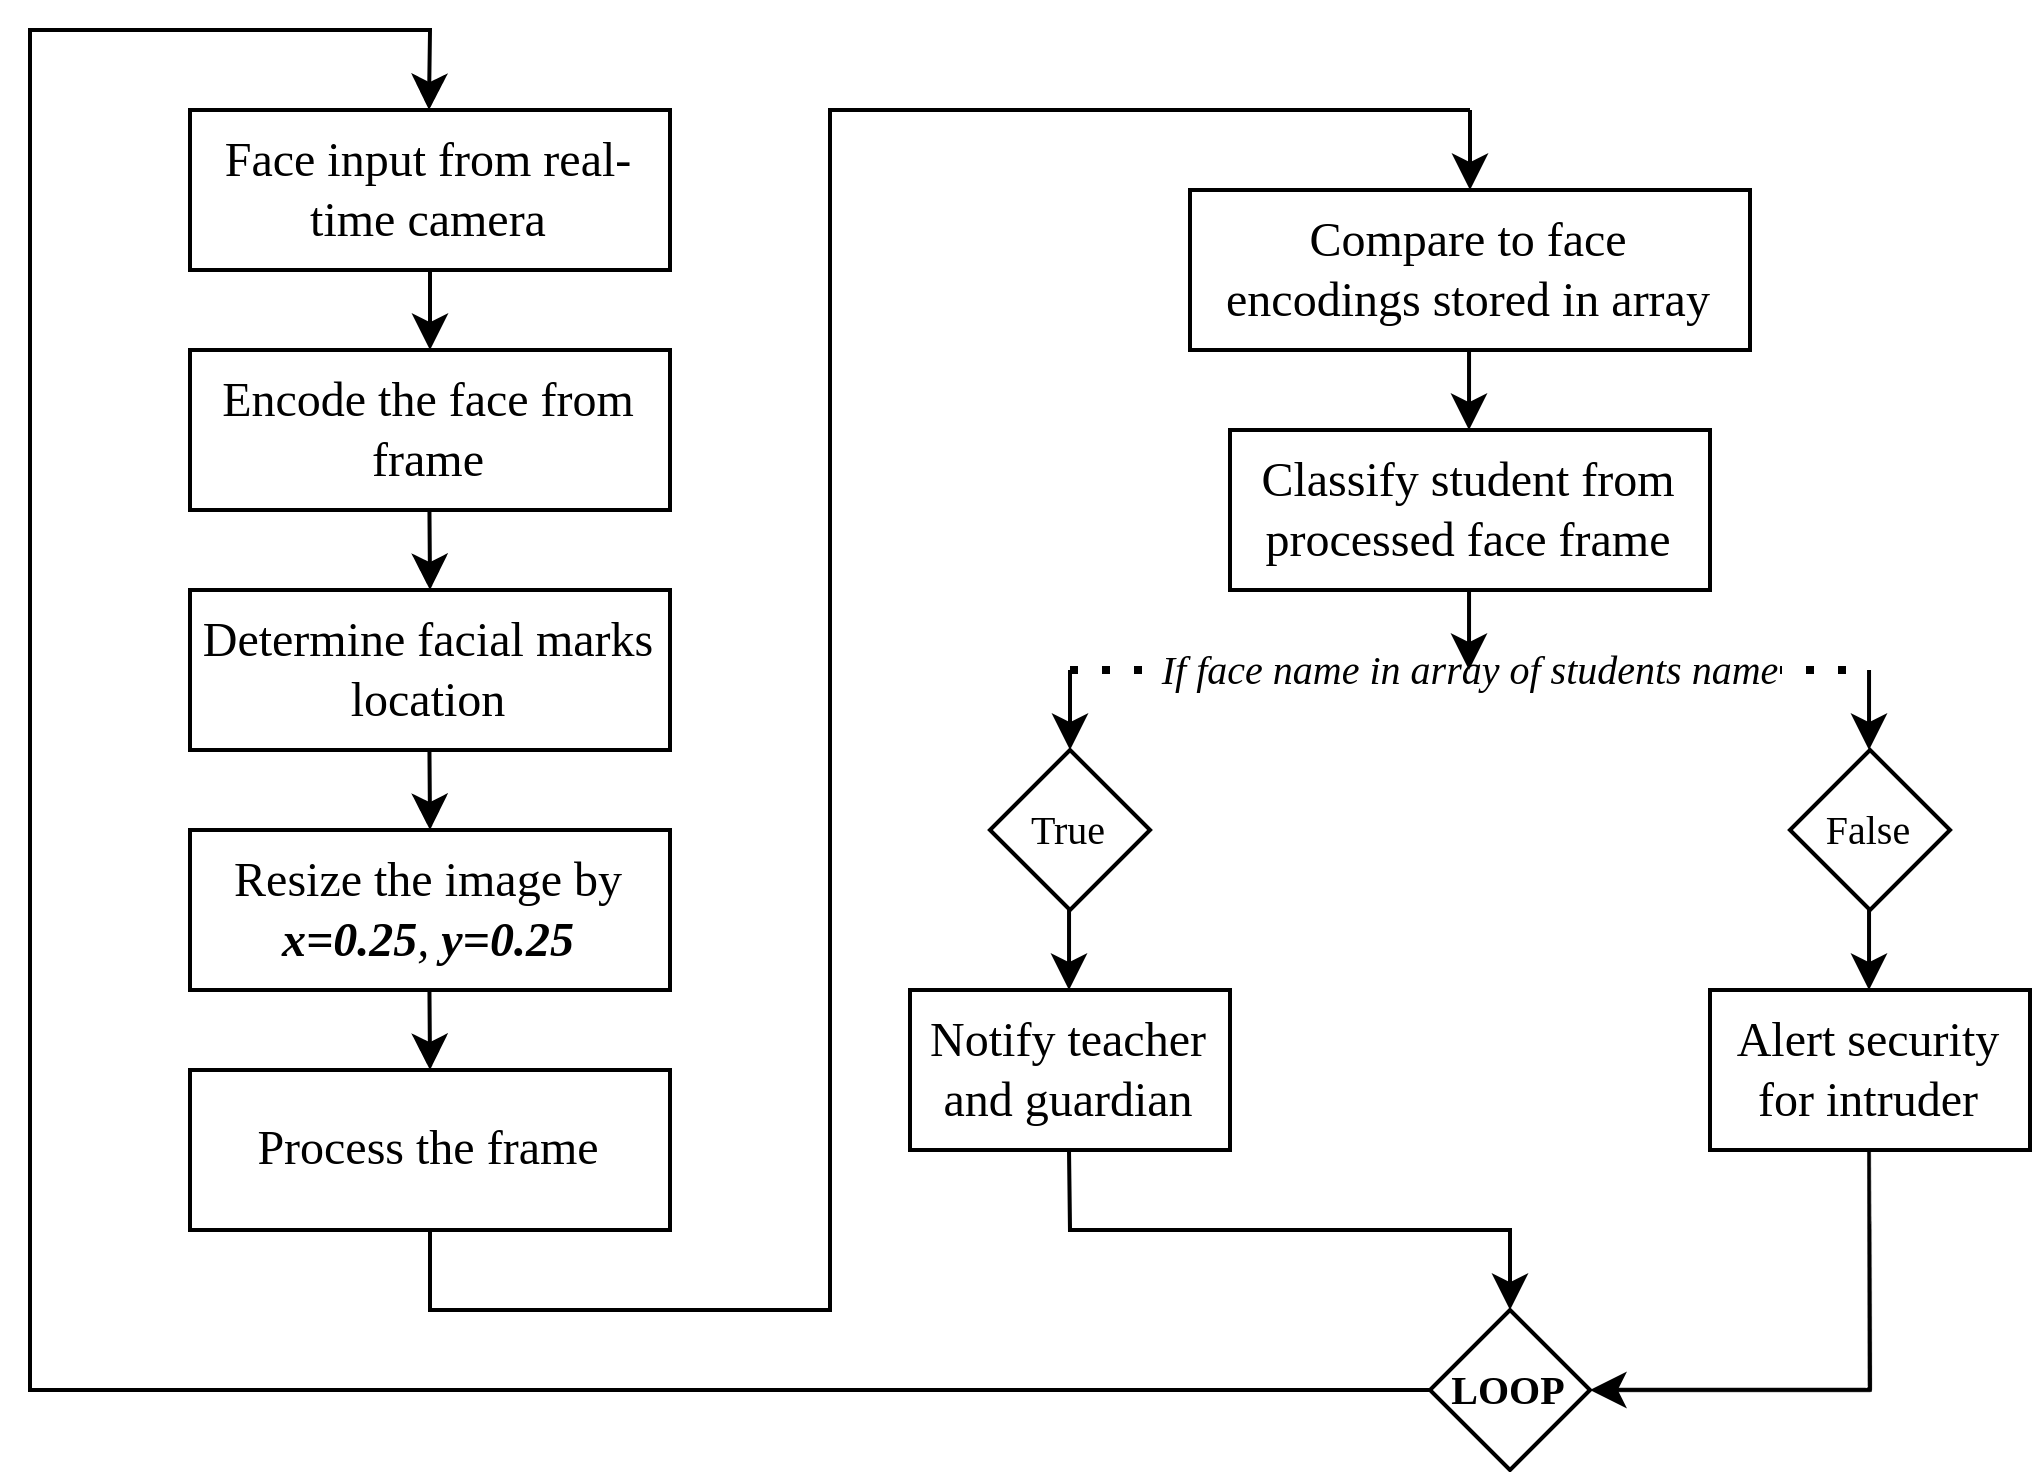 Face input from real-
time camera
Encode the face from
frame
Determine facial marks
location
Resize the image by
x=0.25, y=0.25
Process the frame
Compare to face
encodings stored in array
Classify student from
processed face frame
If face name in array of students name
True
False
Notify teacher
and guardian
Alert security
for intruder
LOOP